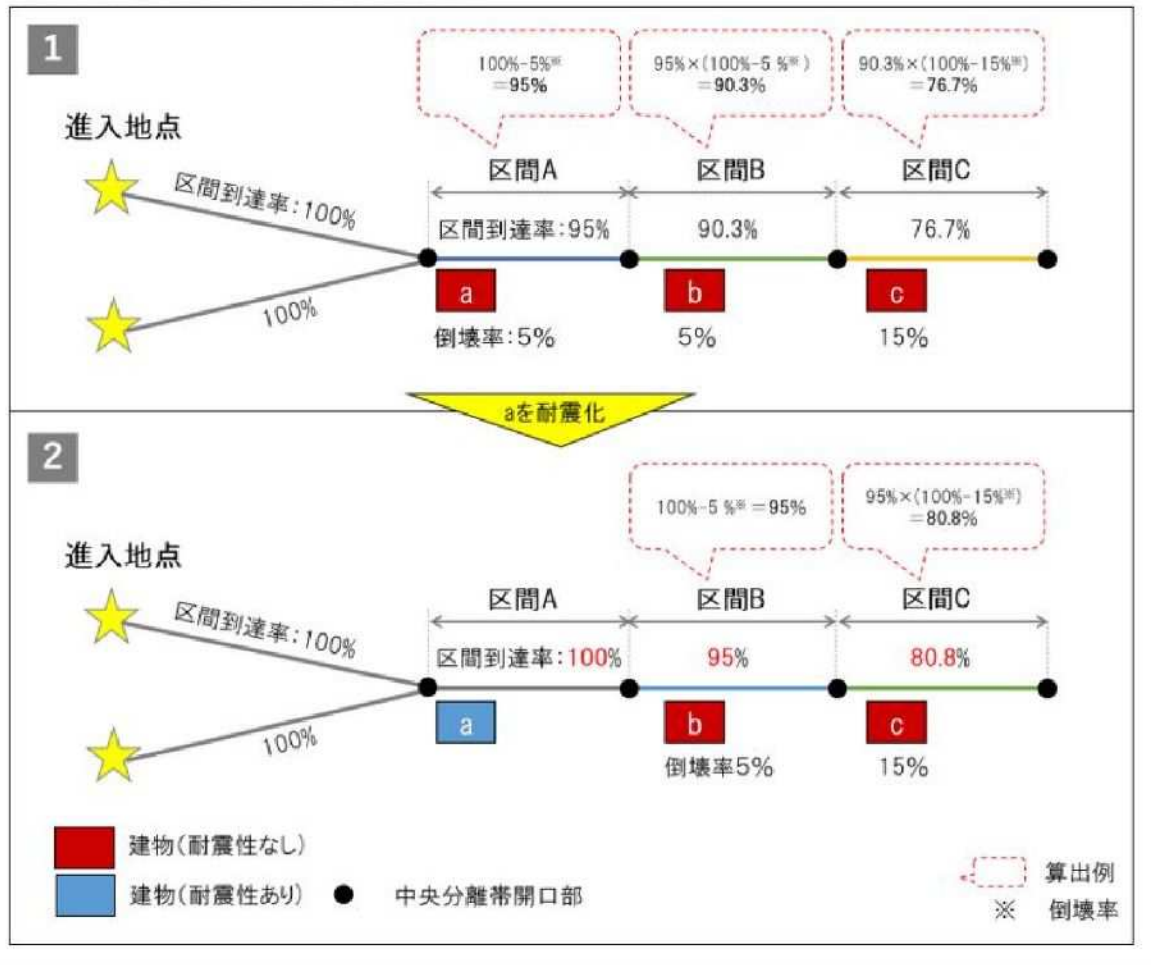 1
100%-5%※
=95%
95%×(100%-5 %※)
=90.3%
90.3%×(100%-15%※)
=76.7%
進入地点
区間A
区間B
区間C
区間到達率:100%
区間到達率:95%
90.3%
76.7%
100%
a
b
c
倒壊率:5%
5%
15%
aを耐震化
2
100%-5 %※=95%
95%×(100%-15%※)
=80.8%
進入地点
区間A
区間B
区間C
区間到達率:100%
区間到達率:100%
95%
80.8%
100%
a
b
c
倒壊率5%
15%
建物(耐震性なし)
建物(耐震性あり)
中央分離帯開口部
算出例
※ 倒壊率